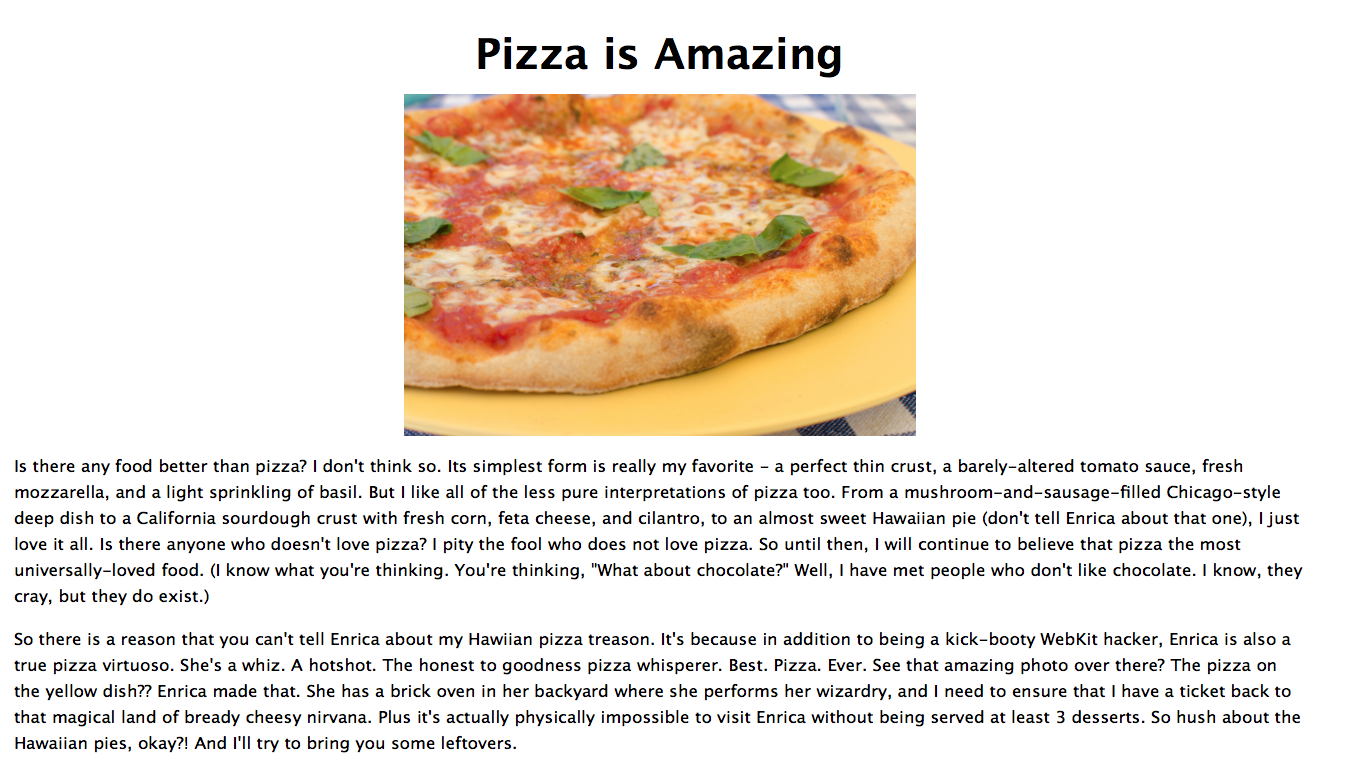 Pizza is Amazing
Is there any food better than pizza? I don't think so. Its simplest form is really my favorite – a perfect thin crust, a barely-altered tomato sauce, fresh
mozzarella, and a light sprinkling of basil. But I like all of the less pure interpretations of pizza too. From a mushroom-and-sausage-filled Chicago-style
deep dish to a California sourdough crust with fresh corn, feta cheese, and cilantro, to an almost sweet Hawaiian pie (don't tell Enrica about that one), I just
love it all. Is there anyone who doesn't love pizza? I pity the fool who does not love pizza. So until then, I will continue to believe that pizza the most
universally-loved food. (I know what you're thinking. You're thinking, "What about chocolate?" Well, I have met people who don't like chocolate. I know, they
cray, but they do exist.)
So there is a reason that you can't tell Enrica about my Hawiian pizza treason. It's because in addition to being a kick-booty WebKit hacker, Enrica is also a
true pizza virtuoso. She's a whiz. A hotshot. The honest to goodness pizza whisperer. Best. Pizza. Ever. See that amazing photo over there? The pizza on
the yellow dish?? Enrica made that. She has a brick oven in her backyard where she performs her wizardry, and I need to ensure that I have a ticket back to
that magical land of bready cheesy nirvana. Plus it's actually physically impossible to visit Enrica without being served at least 3 desserts. So hush about the
Hawaiian pies, okay?! And I'll try to bring you some leftovers.